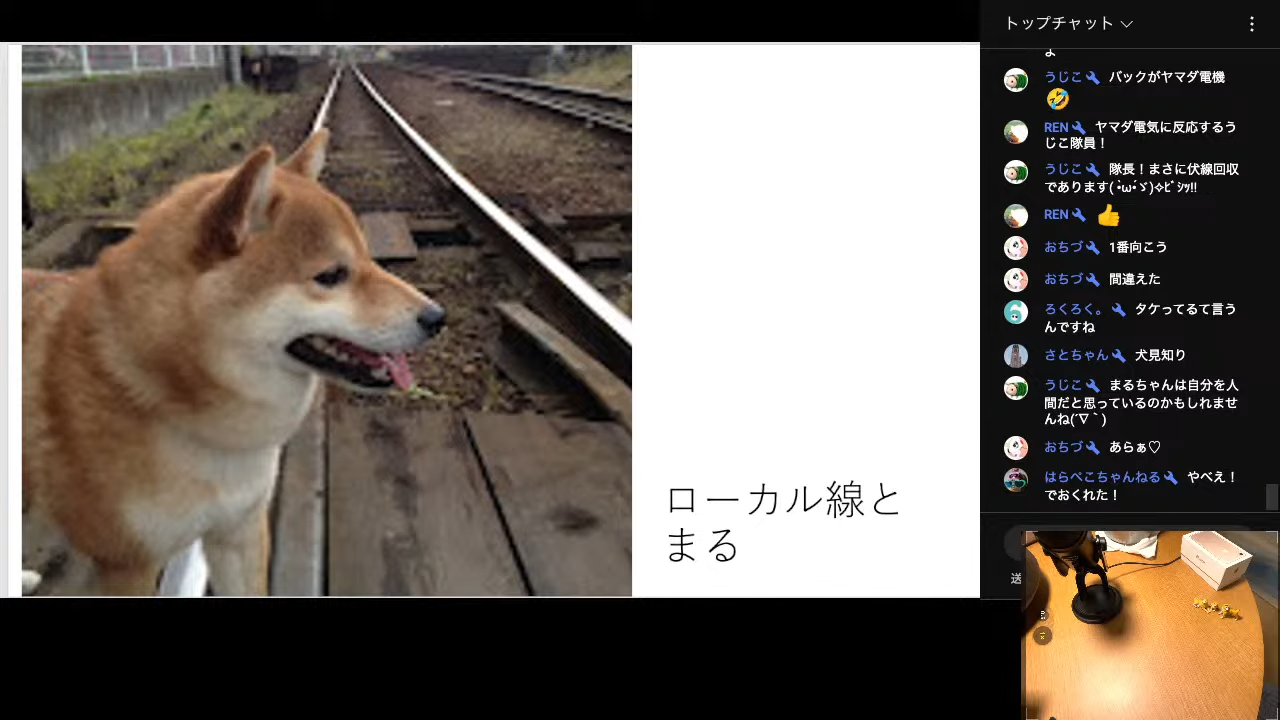 ローカル線と
まる
トップチャット
よ
うじこ バックがヤマダ電機
🤣
REN ヤマダ電気に反応するう
じこ隊員！
うじこ 隊長！まさに伏線回収
であります(`･ω･´)ゞﾋﾞｼｯ!!
REN 👍
おちづ 1番向こう
おちづ 間違えた
ろくろく。 タケってるて言う
んですね
さとちゃん 犬見知り
うじこ まるちゃんは自分を人
間だと思っているのかもしれませ
んね(´∇｀)
おちづ あらぁ♡
はらぺこちゃんねる やべえ！
でおくれた！
送